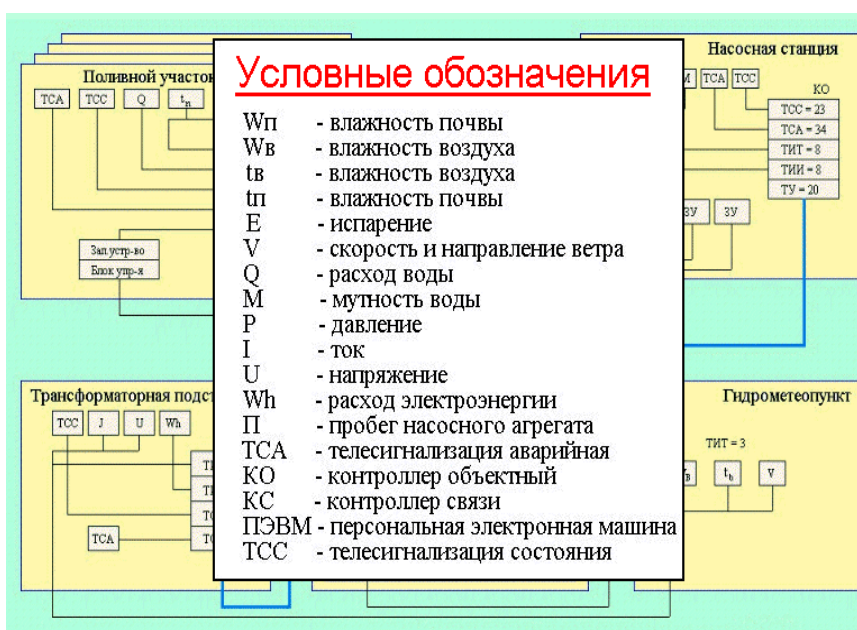 Насосная станция
Поливной участок
ТСА ТСС Q tп
ТСА ТСС
КО
ТСС = 23
ТСА = 34
ТИТ = 8
ТИИ = 8
ТУ = 20
ЗУ ЗУ
Зап.устр-во
Блок упр-я
Условные обозначения
Wп - влажность почвы
Wв - влажность воздуха
tв - влажность воздуха
tп - влажность почвы
E - испарение
V - скорость и направление ветра
Q - расход воды
М - мутность воды
Р - давление
I - ток
U - напряжение
Wh - расход электроэнергии
П - пробег насосного агрегата
ТСА - телесигнализация аварийная
КО - контроллер объектный
КС - контроллер связи
ПЭВМ - персональная электронная машина
ТСС - телесигнализация состояния
Трансформаторная
ТСС J U Wh
ТСА
Гидрометеопункт
ТИТ = 3
tb V